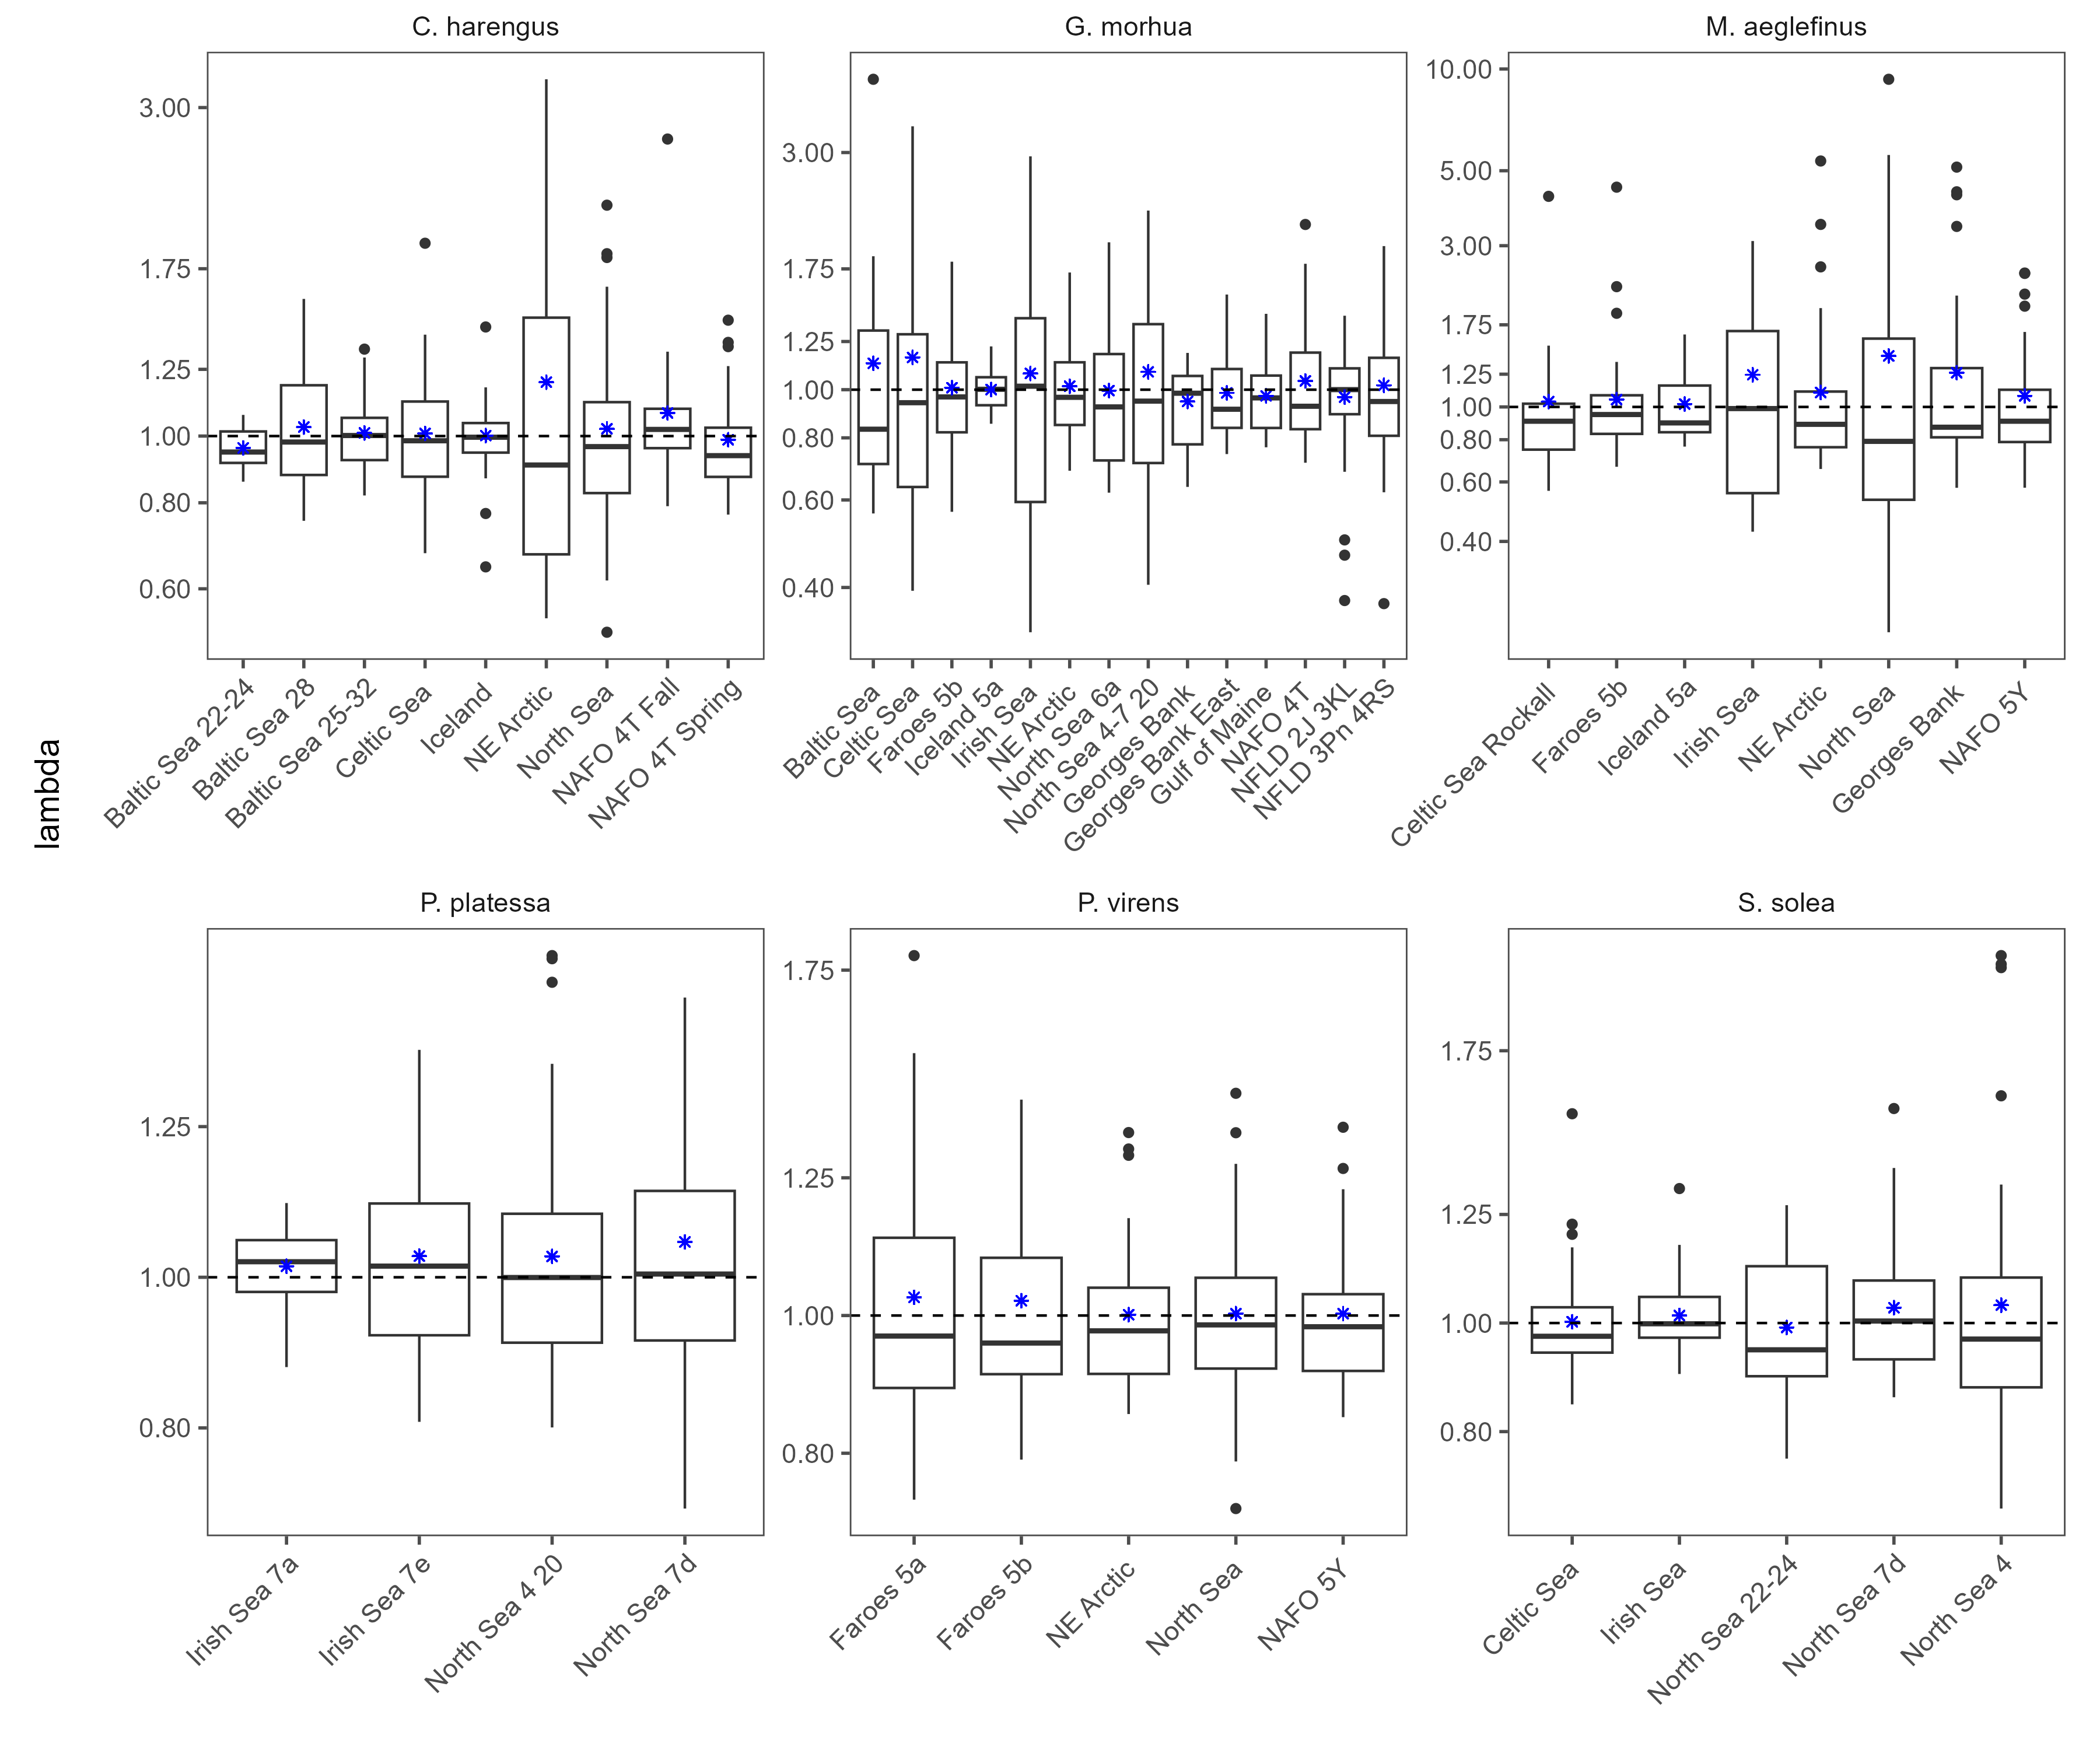 C. harengus
G. morhua
M. aeglefinus
lambda
3.00
1.75
1.25
1.00
0.80
0.60
Baltic Sea 22-24
Baltic Sea 28
Baltic Sea 25-32
Celtic Sea
Iceland
NE Arctic
North Sea
NAFO 4T Fall
NAFO 4T Spring
3.00
1.75
1.25
1.00
0.80
0.60
0.40
Baltic Sea
Celtic Sea
Faroes 5b
Iceland 5a
Irish Sea
NE Arctic
North Sea 6a
North Sea 4-7 20
Georges Bank
Georges Bank East
Gulf of Maine
NAFO 4T
NFLD 2J 3KL
NFLD 3Pn 4RS
10.00
5.00
3.00
1.75
1.25
1.00
0.80
0.60
0.40
Celtic Sea Rockall
Faroes 5b
Iceland 5a
Irish Sea
NE Arctic
North Sea
Georges Bank
NAFO 5Y
P. platessa
P. virens
S. solea
1.25
1.00
0.80
Irish Sea 7a
Irish Sea 7e
North Sea 4 20
North Sea 7d
1.75
1.25
1.00
0.80
Faroes 5a
Faroes 5b
NE Arctic
North Sea
NAFO 5Y
1.75
1.25
1.00
0.80
Celtic Sea
Irish Sea
North Sea 22-24
North Sea 7d
North Sea 4